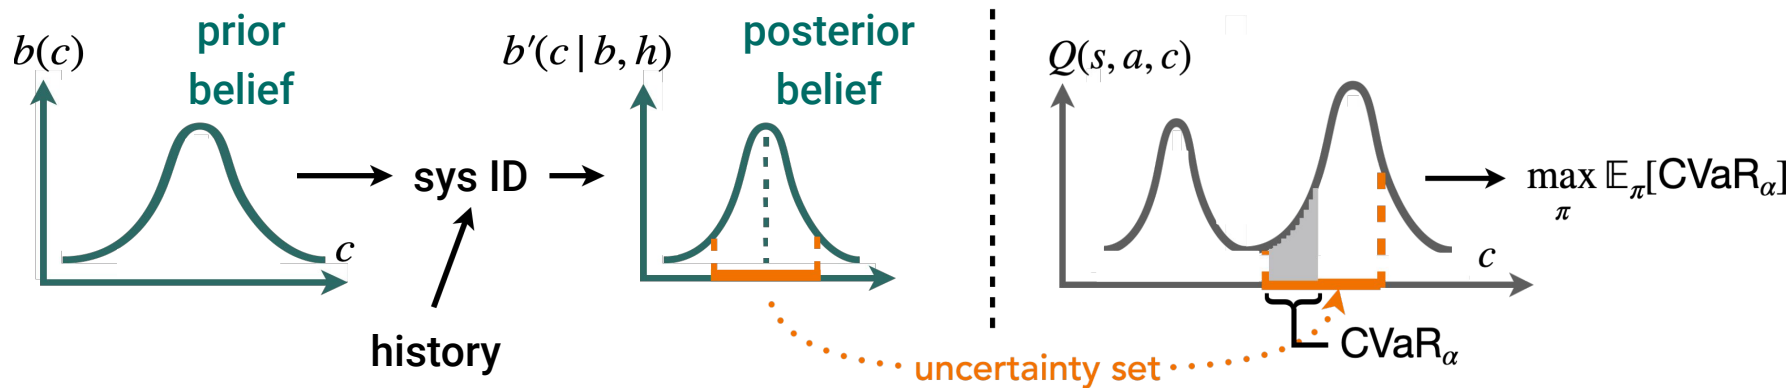 b(c)
prior
belief
sys ID
history
c
b′(c | b, h)
posterior
belief
uncertainty set
Q(s, a, c)
c
CVaRα
max 𝔼π[CVaRα]
π